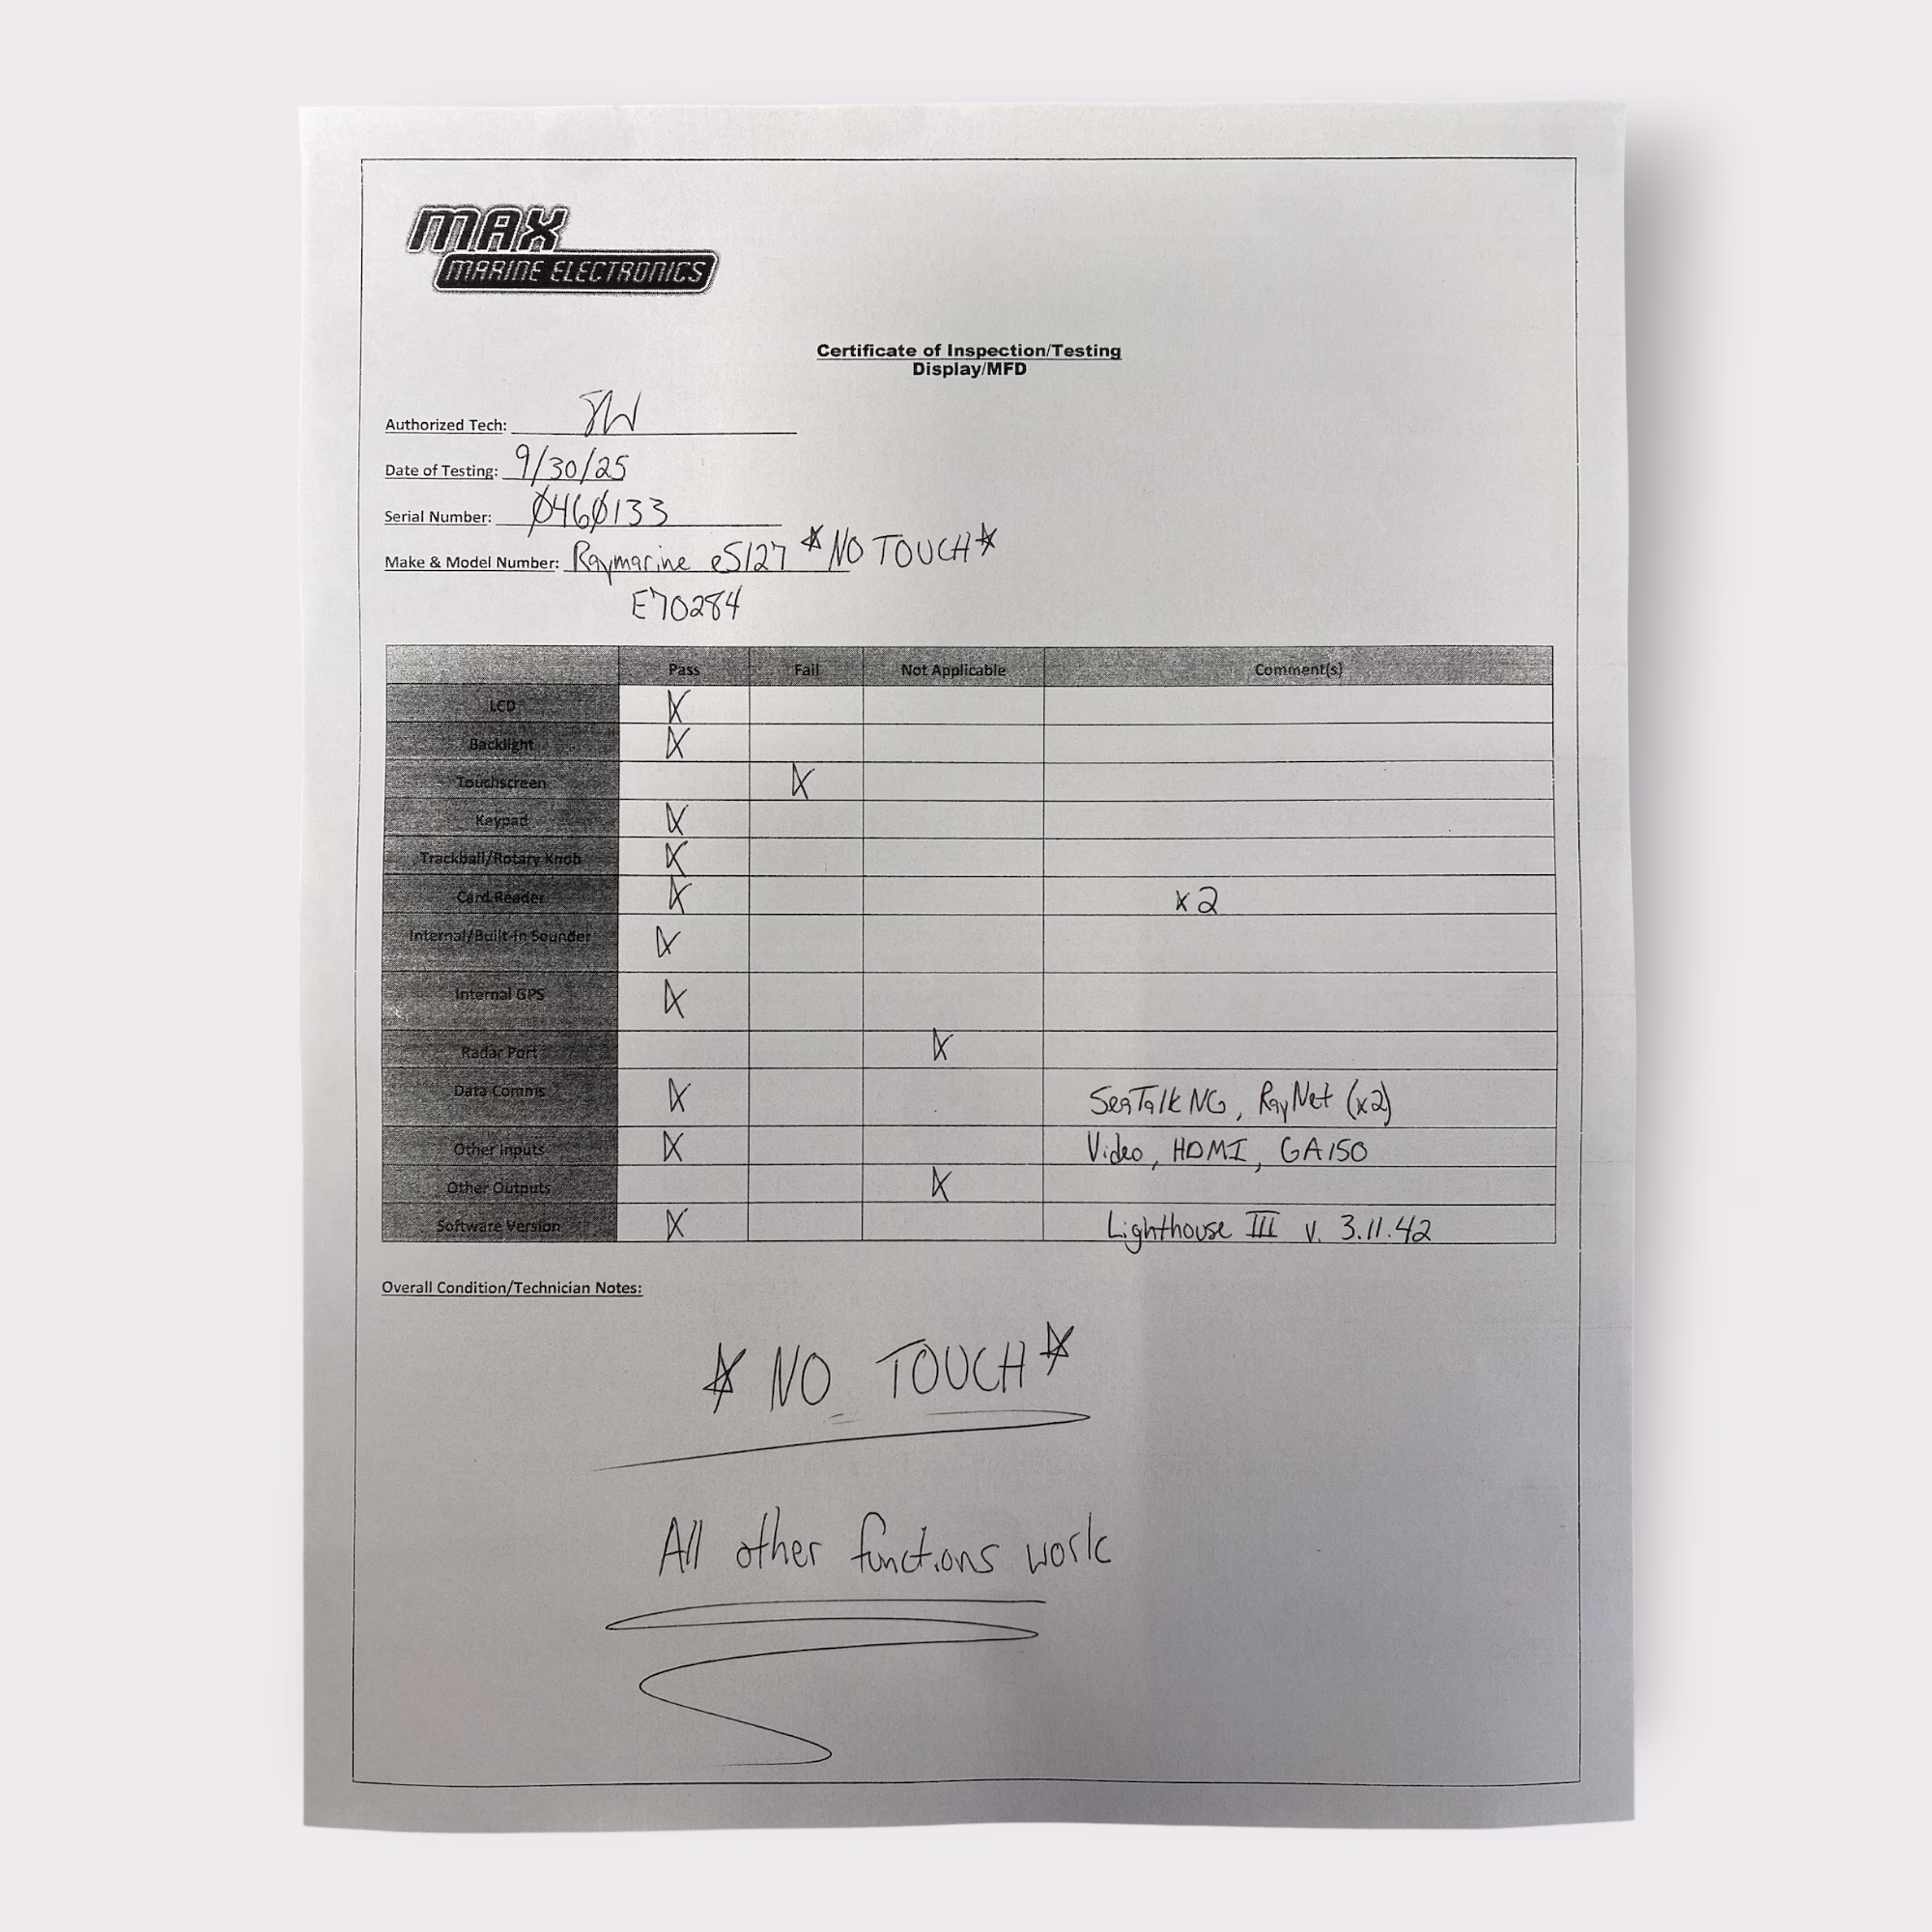 MAX
MARINE ELECTRONICS
Certificate of Inspection/Testing
Display/MFD
Authorized Tech: JW
Date of Testing: 9/30/25
Serial Number: 0460133
Make & Model Number: Raymarine eS127 *NO TOUCH*
E70284
Pass Fail Not Applicable Comment(s)
LCD X
Backlight X
Touchscreen X
Keypad X
Trackball/Rotary Knob X
Card Reader X x2
Internal/Built-In Sounder X
Internal GPS X
Radar Port X
Data Comms X SeaTalk NG, RayNet (x2)
Other Inputs X Video, HDMI, GA150
Other Outputs X
Software Version X Lighthouse III v. 3.11.42
Overall Condition/Technician Notes:
*NO TOUCH*
All other functions work